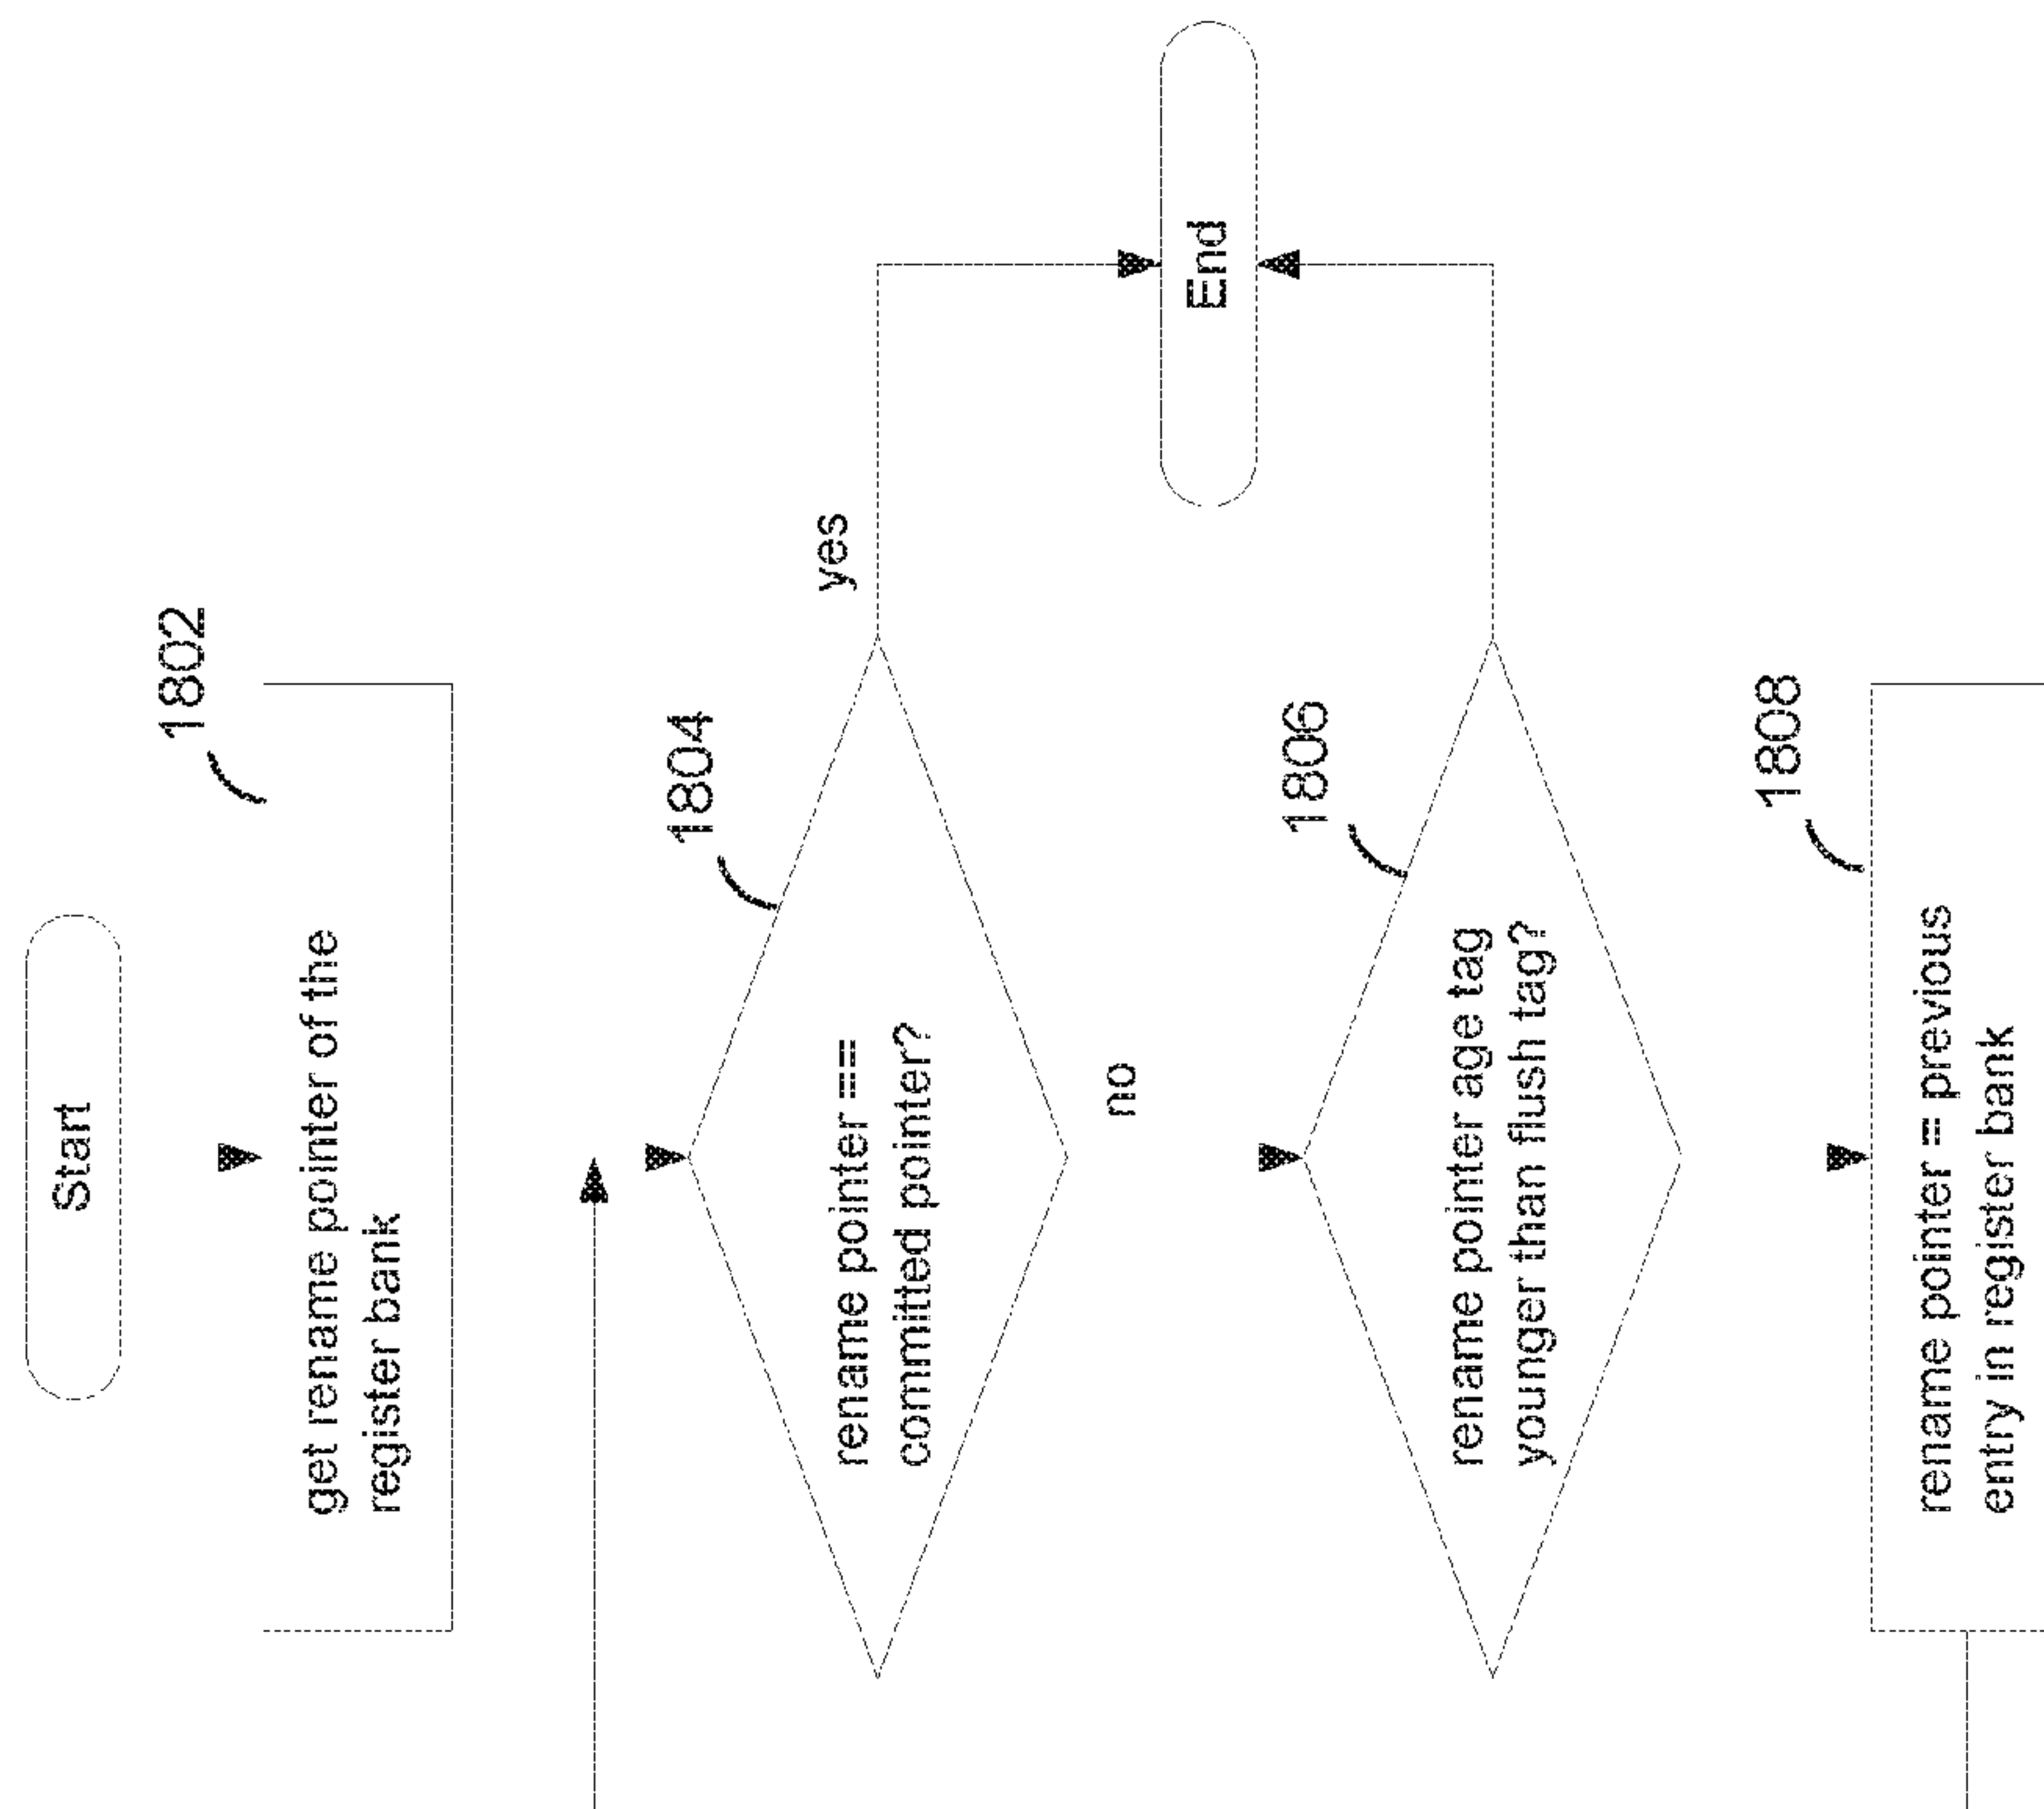 Start
1802
get rename pointer of the
register bank
1804
rename pointer ==
committed pointer?
yes
no
End
1806
rename pointer age tag
younger than flush tag?
1808
rename pointer = previous
entry in register bank